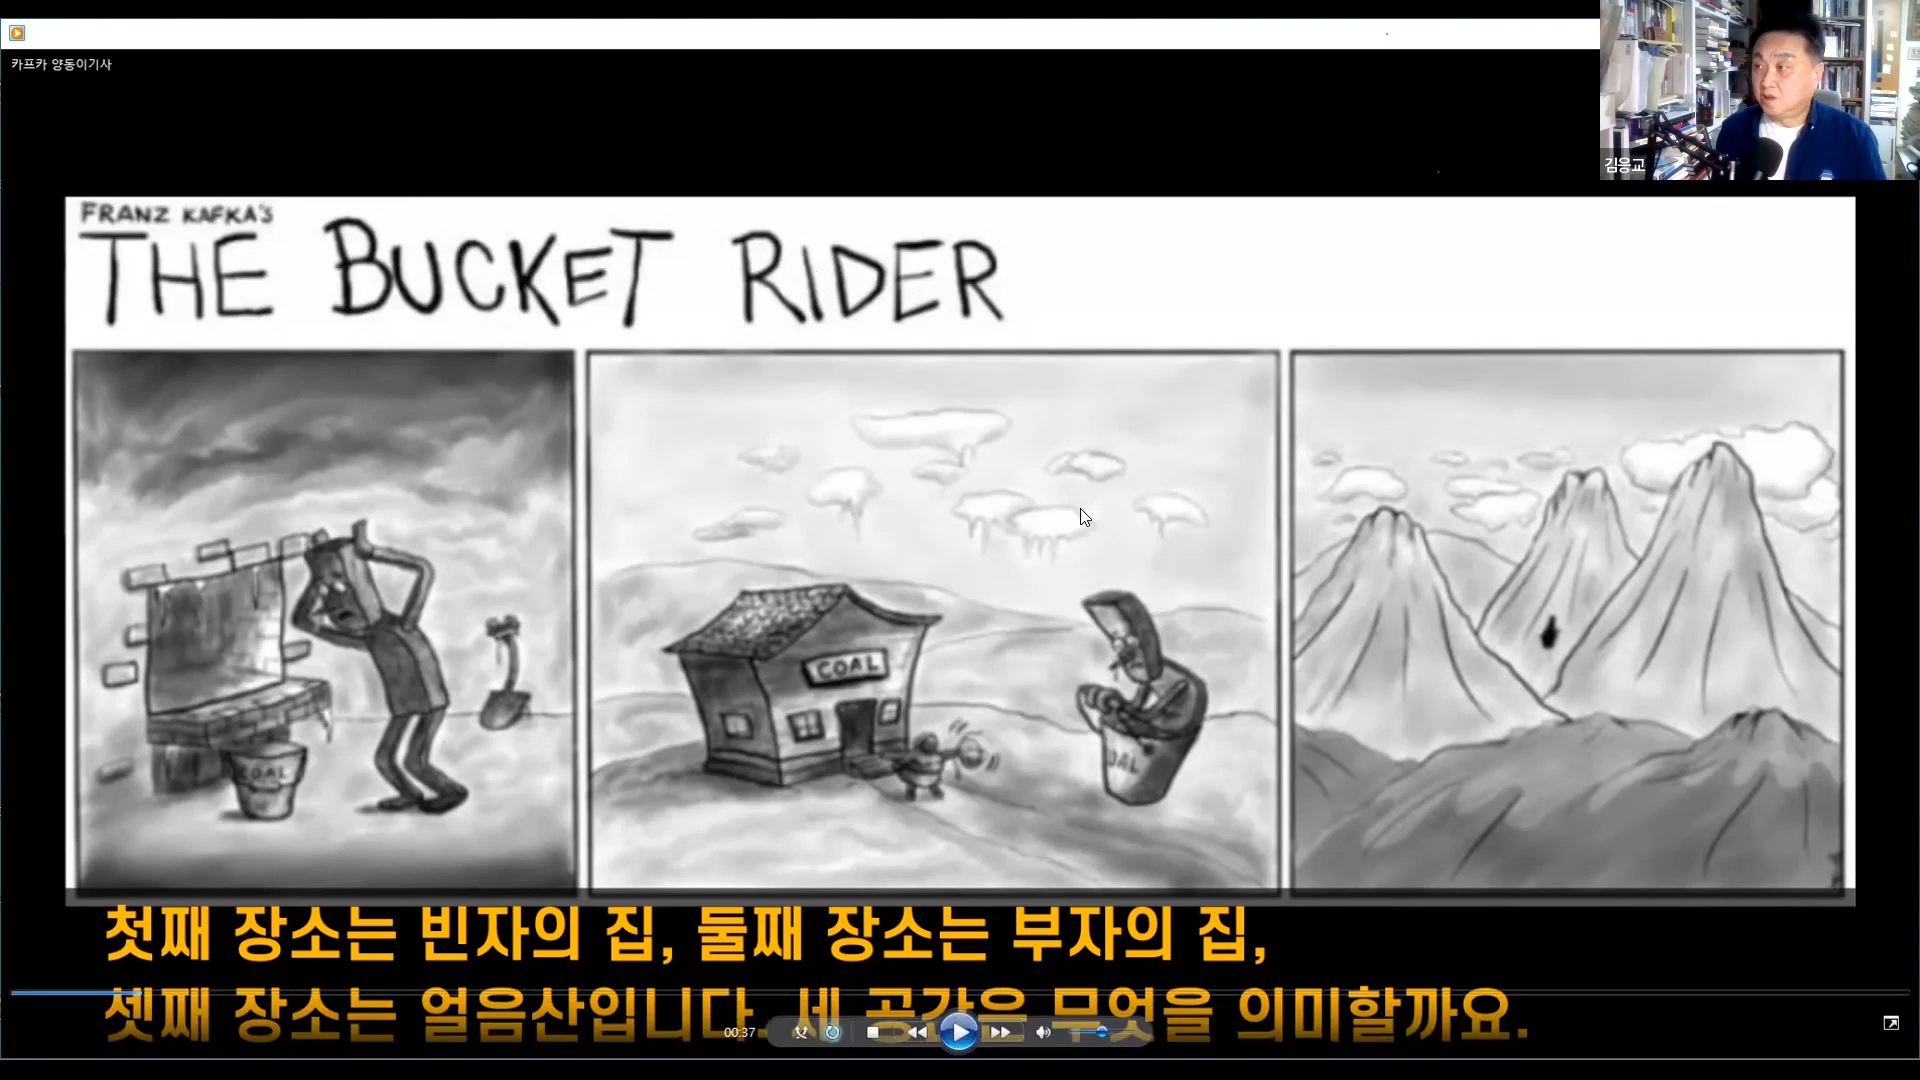 카프카 양동이기사
김응교
FRANZ KAFKA'S
THE BUCKET RIDER
COAL
COAL
OAL
첫째 장소는 빈자의 집, 둘째 장소는 부자의 집,
셋째 장소는 얼음산입니다. 세 공간은 무엇을 의미할까요.
00:37